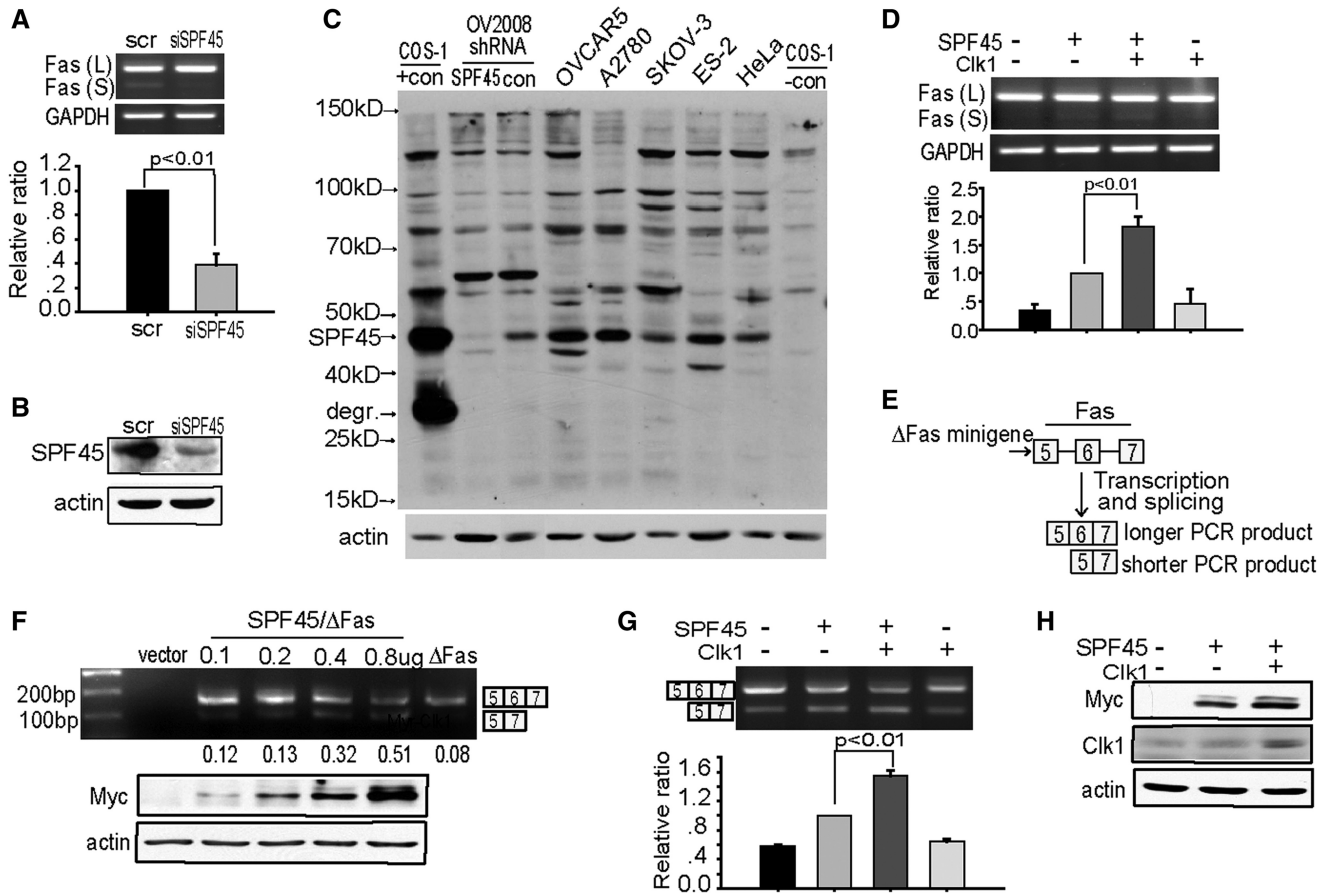 A
scr siSPF45
Fas (L)
Fas (S)
GAPDH
Relative ratio
1.2
1.0
.8
.6
.4
.2
0.0
p<0.01
scr siSPF45
B
scr siSPF45
SPF45
actin
C
COS-1
+con
OV2008
shRNA
SPF45 con
OVCAR5
A2780
SKOV-3
ES-2
HeLa
COS-1
-con
150kD
100kD
70kD
50kD
SPF45
40kD
degr.
25kD
15kD
actin
D
SPF45 - + + -
Clk1 - - + +
Fas (L)
Fas (S)
GAPDH
Relative ratio
2.5
2.0
1.5
1.0
.5
0.0
p<0.01
E
Fas
ΔFas minigene
5 6 7
Transcription
and splicing
5 6 7 longer PCR product
5 7 shorter PCR product
F
SPF45/ΔFas
vector 0.1 0.2 0.4 0.8ug ΔFas
200bp
100bp
5 6 7
5 7
Myc-Clk1
0.12 0.13 0.32 0.51 0.08
Myc
actin
G
SPF45 - + + -
Clk1 - - + +
5 6 7
5 7
Relative ratio
1.6
1.2
.8
.4
0.0
p<0.01
H
SPF45 - + +
Clk1 - - +
Myc
Clk1
actin